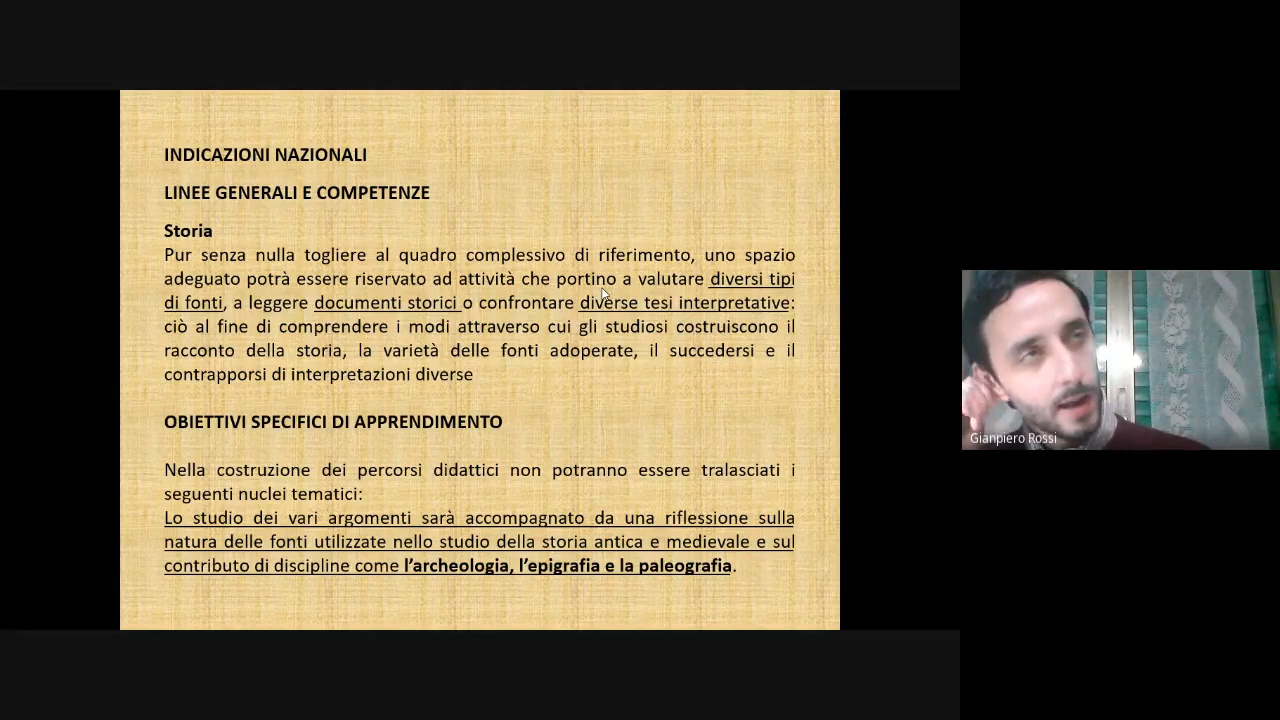 INDICAZIONI NAZIONALI
LINEE GENERALI E COMPETENZE
Storia
Pur senza nulla togliere al quadro complessivo di riferimento, uno spazio
adeguato potrà essere riservato ad attività che portino a valutare diversi tipi
di fonti, a leggere documenti storici o confrontare diverse tesi interpretative:
ciò al fine di comprendere i modi attraverso cui gli studiosi costruiscono il
racconto della storia, la varietà delle fonti adoperate, il succedersi e il
contrapporsi di interpretazioni diverse
OBIETTIVI SPECIFICI DI APPRENDIMENTO
Nella costruzione dei percorsi didattici non potranno essere tralasciati i
seguenti nuclei tematici:
Lo studio dei vari argomenti sarà accompagnato da una riflessione sulla
natura delle fonti utilizzate nello studio della storia antica e medievale e sul
contributo di discipline come l’archeologia, l’epigrafia e la paleografia.
Gianpiero Rossi